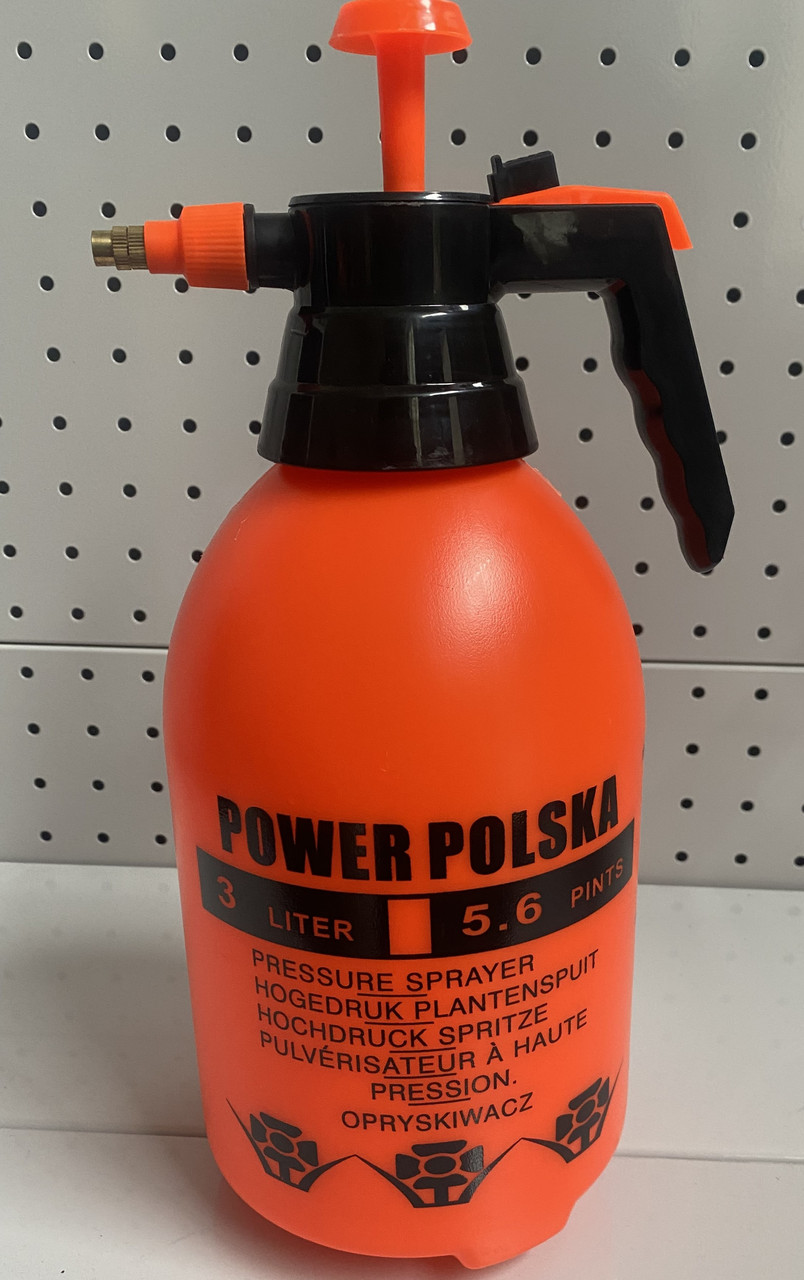 POWER POLSKA
3 LITER 5.6 PINTS
PRESSURE SPRAYER
HOGEDRUK PLANTENSPUIT
HOCHDRUCK SPRITZE
PULVÉRISATEUR À HAUTE
PRESSION.
OPRYSKIWACZ